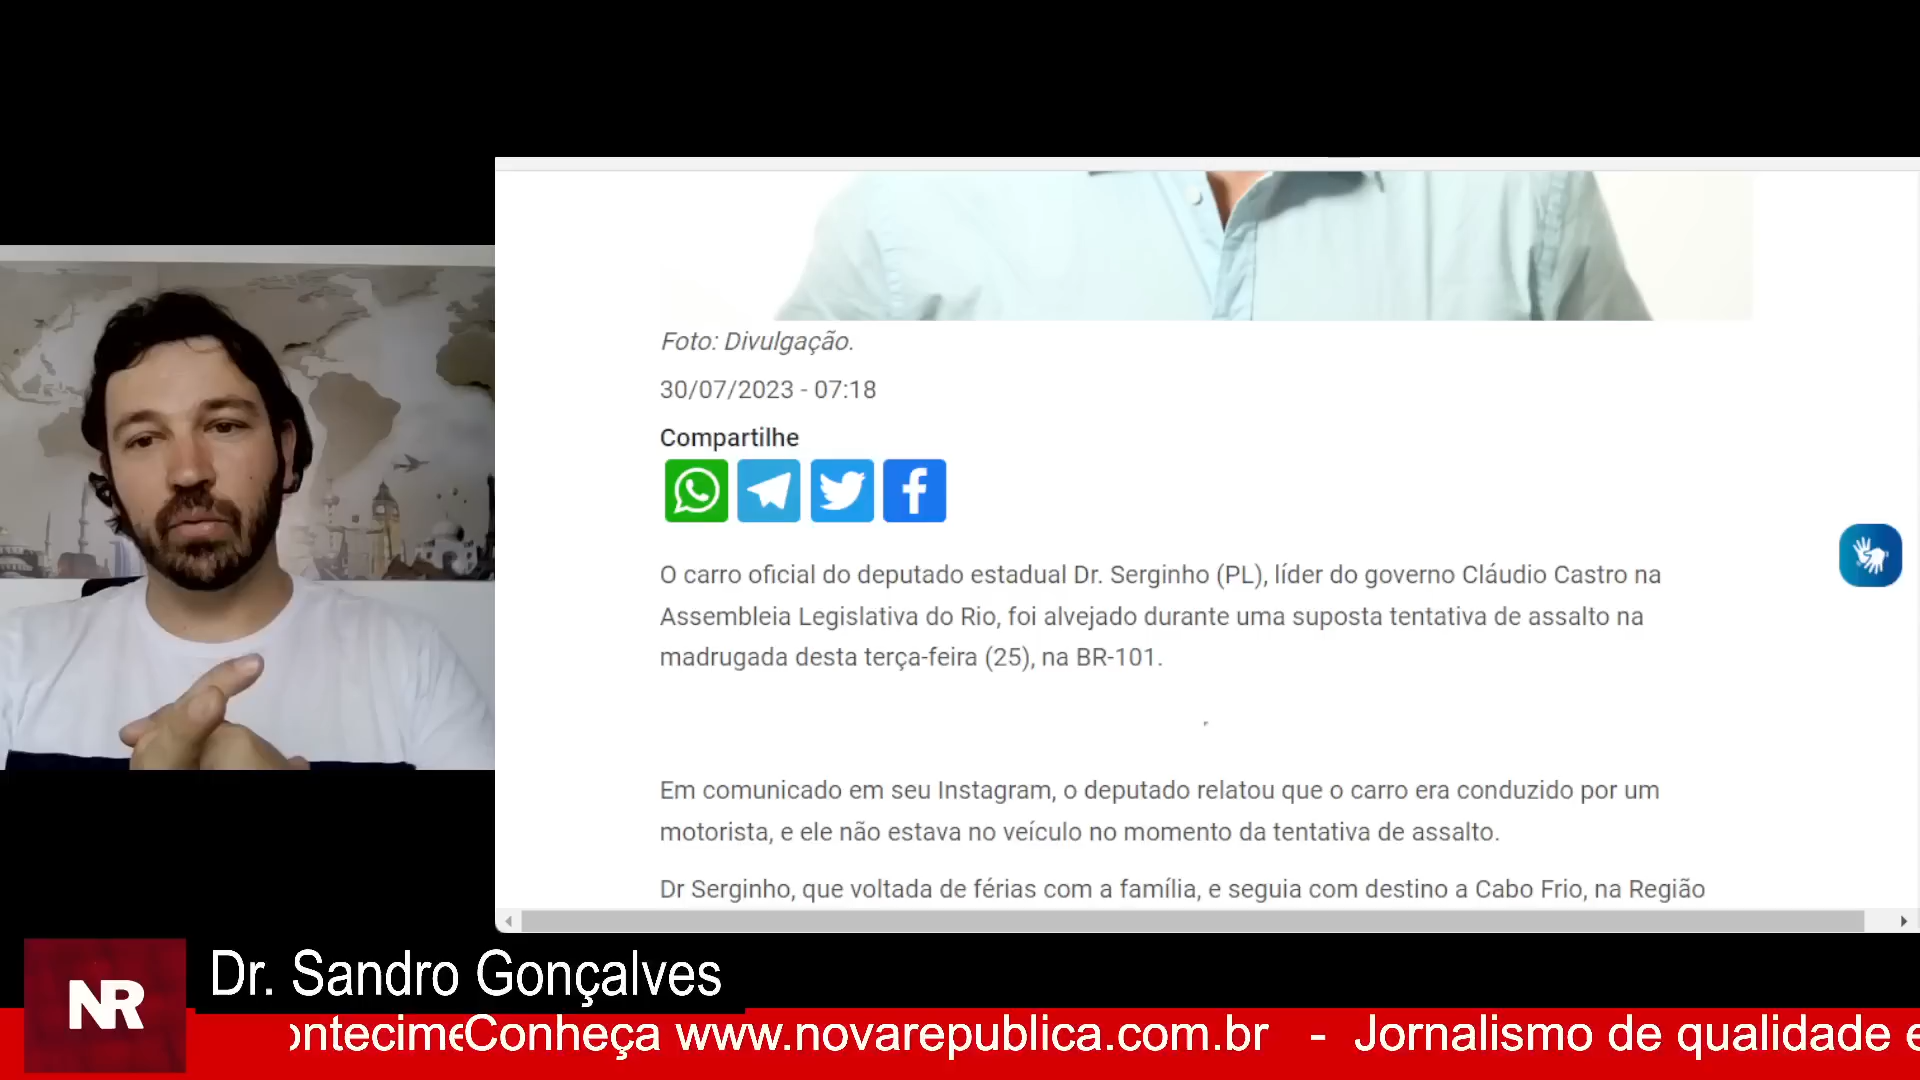 Foto: Divulgação.
30/07/2023 - 07:18
Compartilhe
O carro oficial do deputado estadual Dr. Serginho (PL), líder do governo Cláudio Castro na
Assembleia Legislativa do Rio, foi alvejado durante uma suposta tentativa de assalto na
madrugada desta terça-feira (25), na BR-101.
Em comunicado em seu Instagram, o deputado relatou que o carro era conduzido por um
motorista, e ele não estava no veículo no momento da tentativa de assalto.
Dr Serginho, que voltada de férias com a família, e seguia com destino a Cabo Frio, na Região
NR
Dr. Sandro Gonçalves
Conheça www.novarepublica.com.br - Jornalismo de qualidade e